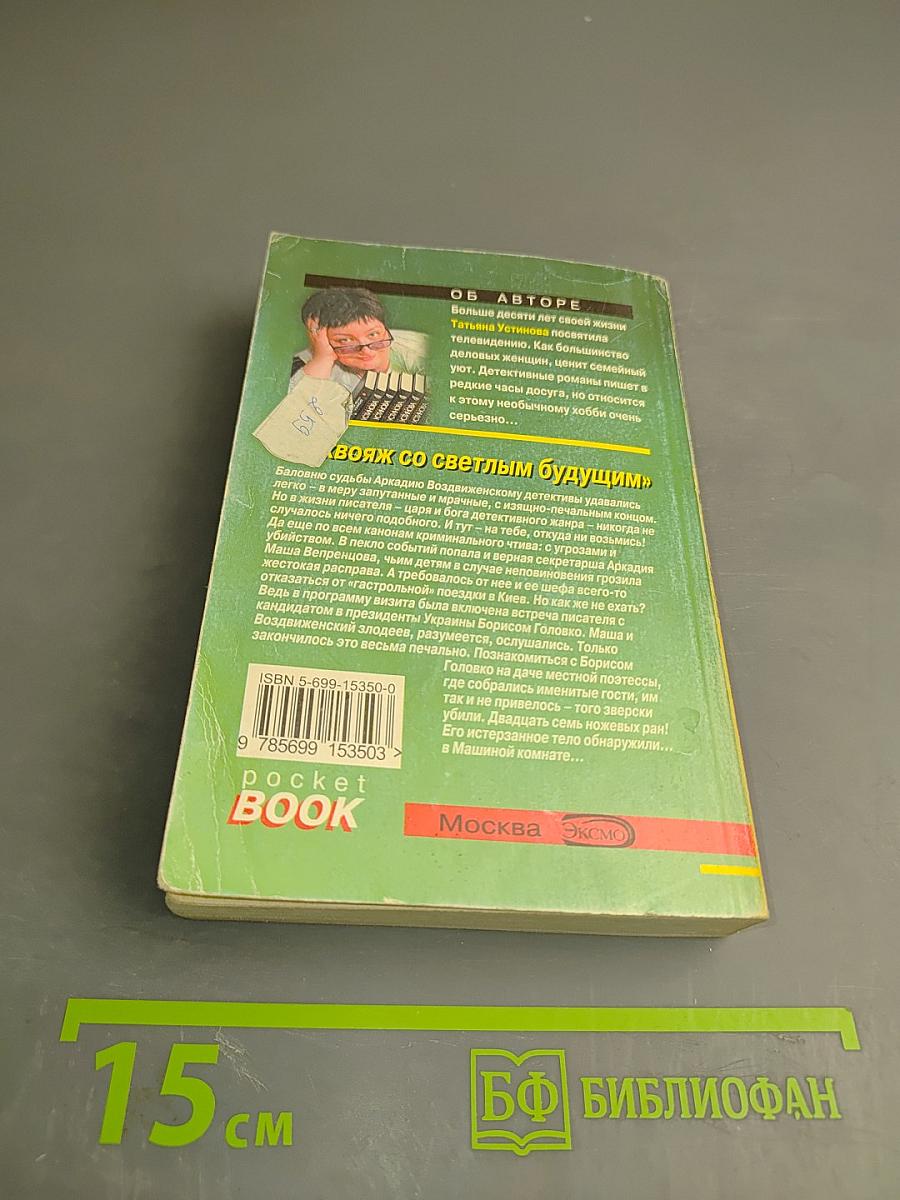 ОБ АВТОРЕ
Больше десяти лет своей жизни
Татьяна Устинова посвятила
телевидению. Как большинство
деловых женщин, ценит семейный
уют. Детективные романы пишет в
редкие часы досуга, но относится
к этому необычному хобби очень
серьезно...
квояж со светлым будущим»
Баловню судьбы Аркадию Воздвиженскому детективы удавались
легко – в меру запутанные и мрачные, с изящно-печальным концом.
Но в жизни писателя – царя и бога детективного жанра – никогда не
случалось ничего подобного. И тут – на тебе, откуда ни возьмись!
Да еще по всем канонам криминального чтива: с угрозами и
убийством. В пекло событий попала и верная секретарша Аркадия
Маша Вепренцова, чьим детям в случае неповиновения грозила
жестокая расправа. А требовалось от нее и ее шефа всего-то
отказаться от «гастрольной» поездки в Киев. Но как же не ехать?
Ведь в программу визита была включена встреча писателя с
кандидатом в президенты Украины Борисом Головко. Маша и
Воздвиженский злодеев, разумеется, ослушались. Только
закончилось это весьма печально. Познакомиться с Борисом
Головко на даче местной поэтессы,
где собрались именитые гости, им
так и не привелось – того зверски
убили. Двадцать семь ножевых ран!
Его истерзанное тело обнаружили...
в Машиной комнате...
ISBN 5-699-15350-0
9 785699 153503 >
pocket
BOOK
Москва ЭКСМО
15 см
БФ БИБЛИОФАН